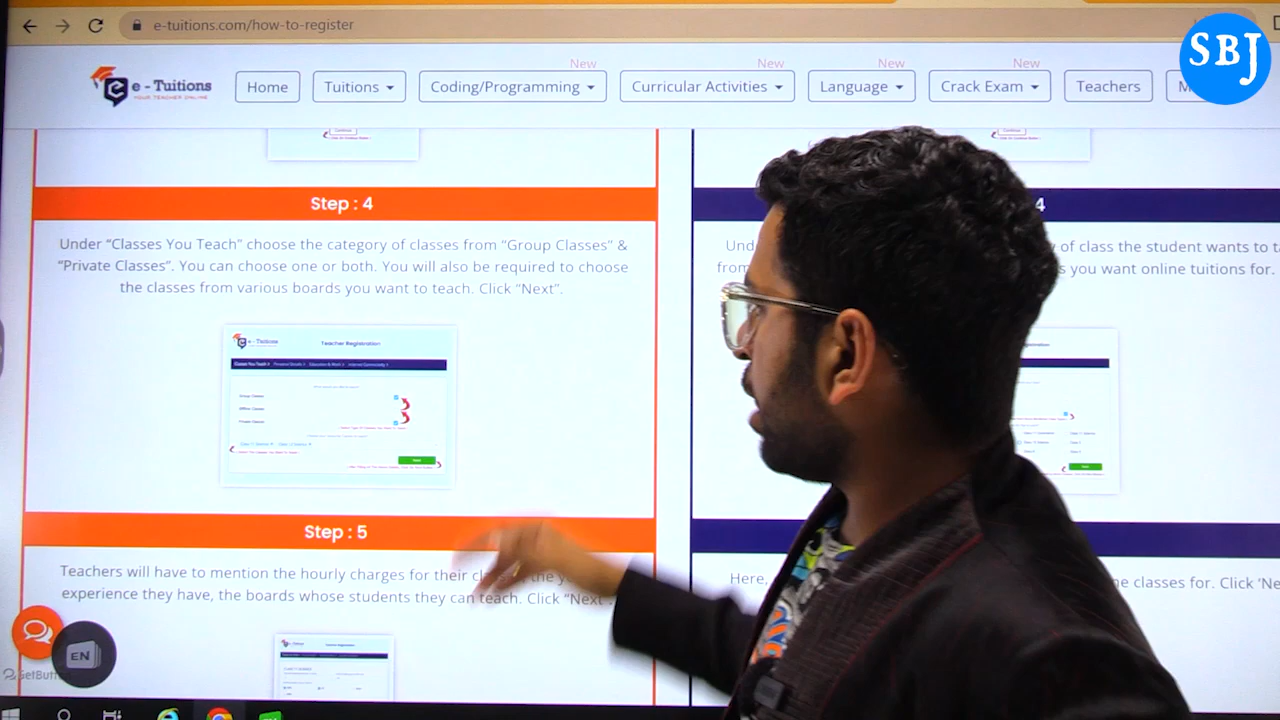 e-tuitions.com/how-to-register
SBJ
New
New
New
New
e - Tuitions
YOUR TEACHER ONLINE
Home
Tuitions
Coding/Programming
Curricular Activities
Language
Crack Exam
Teachers
Step : 4
Under "Classes You Teach" choose the category of classes from "Group Classes" &
"Private Classes". You can choose one or both. You will also be required to choose
the classes from various boards you want to teach. Click "Next".
e - Tuitions
Teacher Registration
Step : 5
Teachers will have to mention the hourly charges for their
experience they have, the boards whose students they can teach. Click "Next".
4
of class the student wants to
from
you want online tuitions for.
Here,
classes for. Click
EN
GetButt